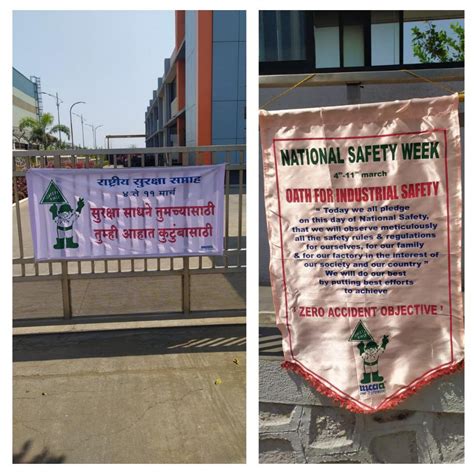 राष्ट्रीय सुरक्षा सप्ताह
४ ते ११ मार्च
सुरक्षा साधने तुमच्यासाठी
तुम्ही आहात कुटुंबासाठी
NATIONAL SAFETY WEEK
4th-11th march
OATH FOR INDUSTRIAL SAFETY
" Today we all pledge
on this day of National Safety,
that we will observe meticulously
all the safety rules & regulations
for ourselves, for our family
& for our factory in the interest of
our society and our country "
We will do our best
by putting best efforts
to achieve
' ZERO ACCIDENT OBJECTIVE '